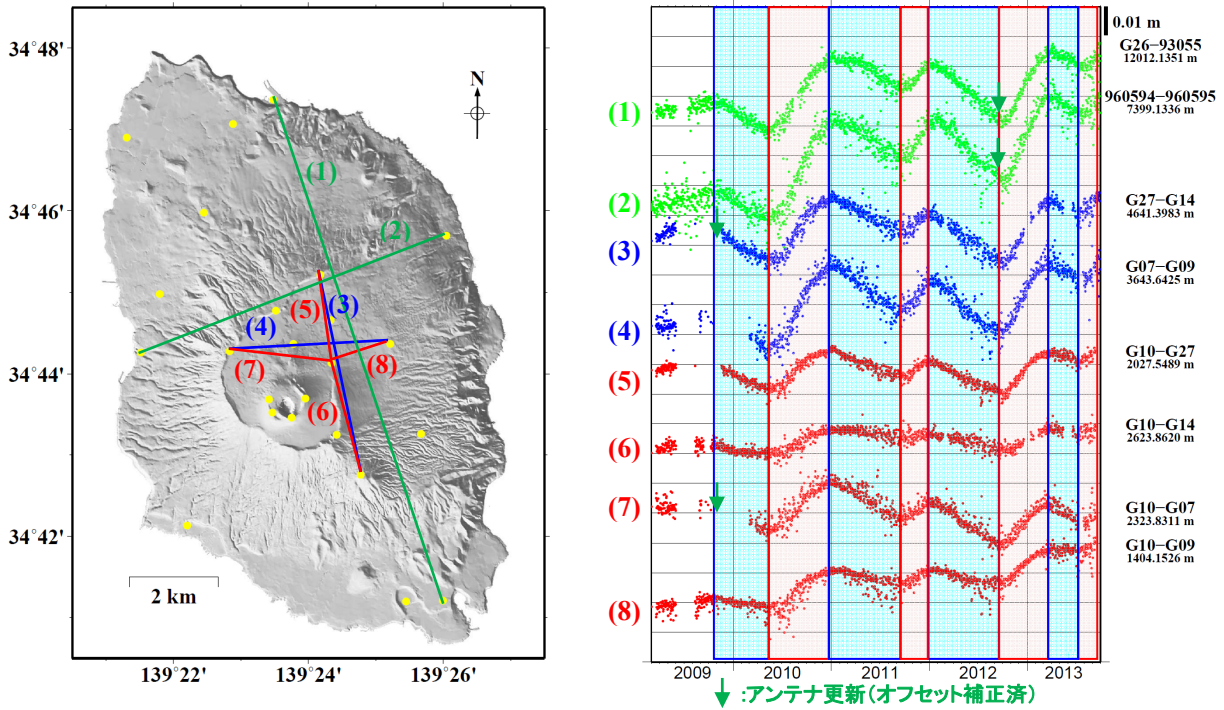 34°48'
34°46'
34°44'
34°42'
139°22'
139°24'
139°26'
N
2 km
(1)
(2)
(3)
(4)
(5)
(6)
(7)
(8)
(1)
(2)
(3)
(4)
(5)
(6)
(7)
(8)
0.01 m
G26−93055
12012.1351 m
960594−960595
7399.1336 m
G27−G14
4641.3983 m
G07−G09
3643.6425 m
G10−G27
2027.5489 m
G10−G14
2623.8620 m
G10−G07
2323.8311 m
G10−G09
1404.1526 m
2009
2010
2011
2012
2013
:アンテナ更新(オフセット補正済)